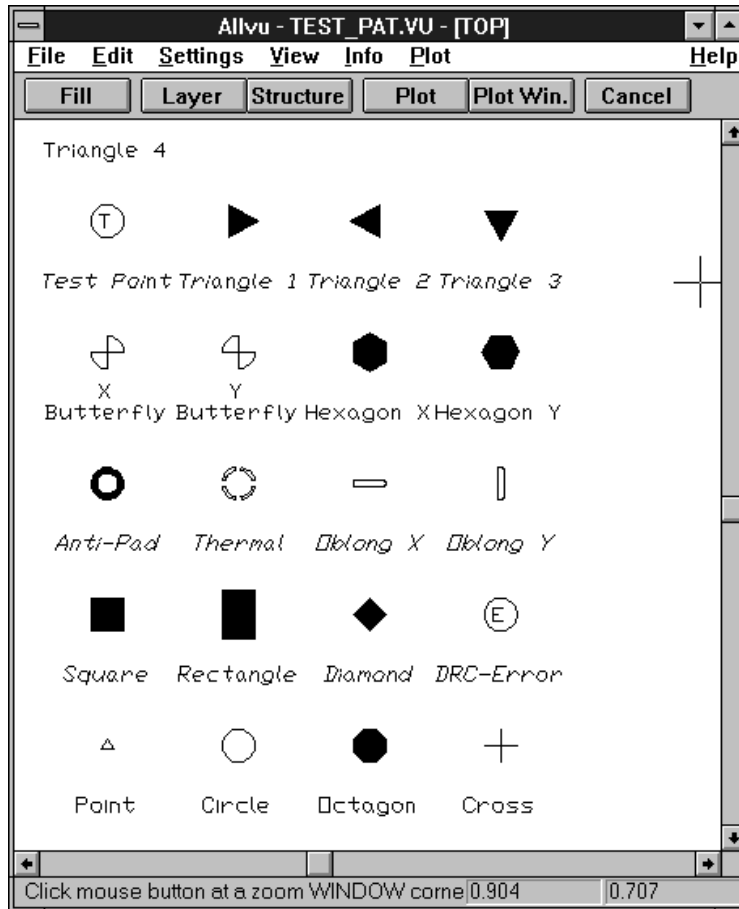 Allvu - TEST_PAT.VU - [TOP]
File Edit Settings View Info Plot Help
Fill Layer Structure Plot Plot Win. Cancel
Triangle 4
T
Test Point Triangle 1 Triangle 2 Triangle 3
X Y
Butterfly Butterfly Hexagon X Hexagon Y
Anti-Pad Thermal Oblong X Oblong Y
E
Square Rectangle Diamond DRC-Error
Point Circle Octagon Cross
Click mouse button at a zoom WINDOW corne 0.904 0.707